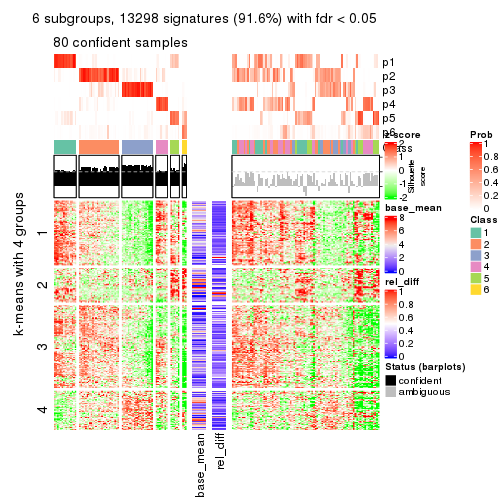 6 subgroups, 13298 signatures (91.6%) with fdr < 0.05
80 confident samples
p1
p2
p3
p4
p5
p6
Class
z-score
2
1
0
-1
-2
Silhouette
score
base_mean
8
6
4
2
0
rel_diff
1
0.8
0.6
0.4
0.2
0
Status (barplots)
confident
ambiguous
Prob
1
0.8
0.6
0.4
0.2
0
Class
1
2
3
4
5
6
k-means with 4 groups
1
2
3
4
base_mean
rel_diff